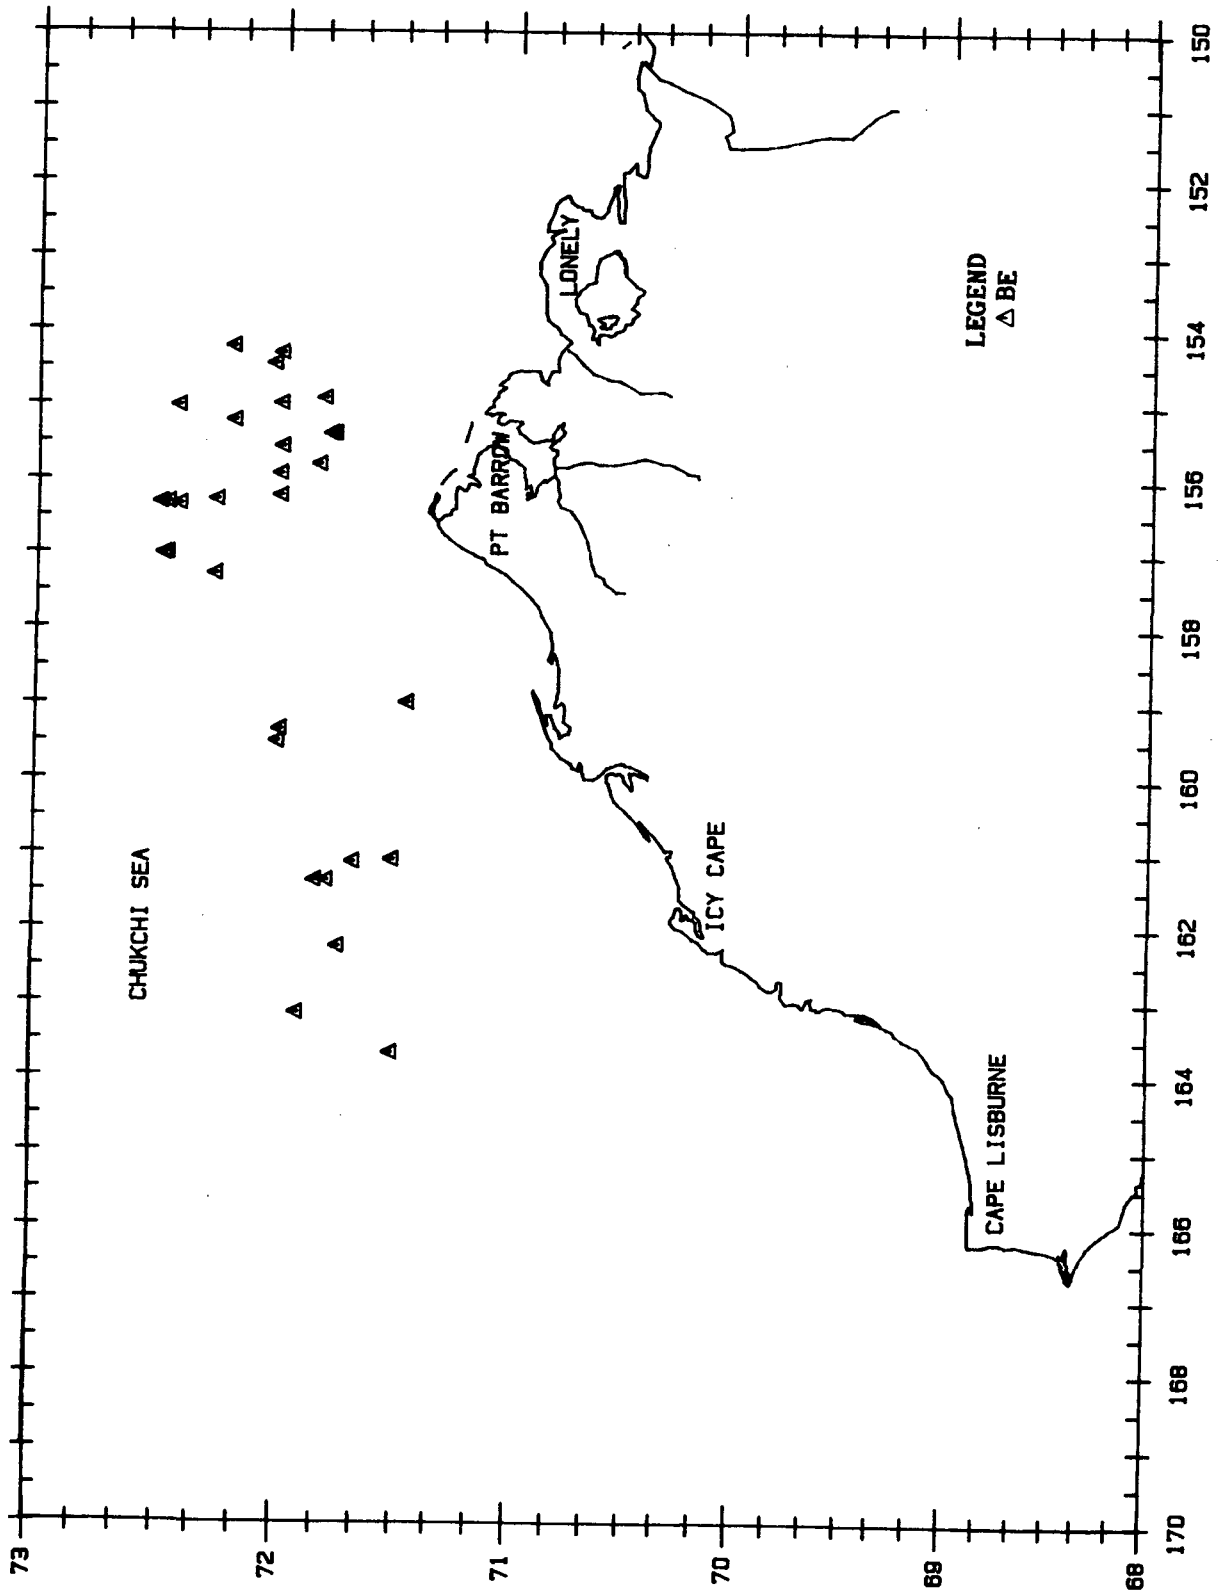 73
72
71
70
69
68
CHUKCHI SEA
PT BARROW
LONELY
ICY CAPE
CAPE LISBURNE
LEGEND
△ BE
170
168
166
164
162
160
158
156
154
152
150